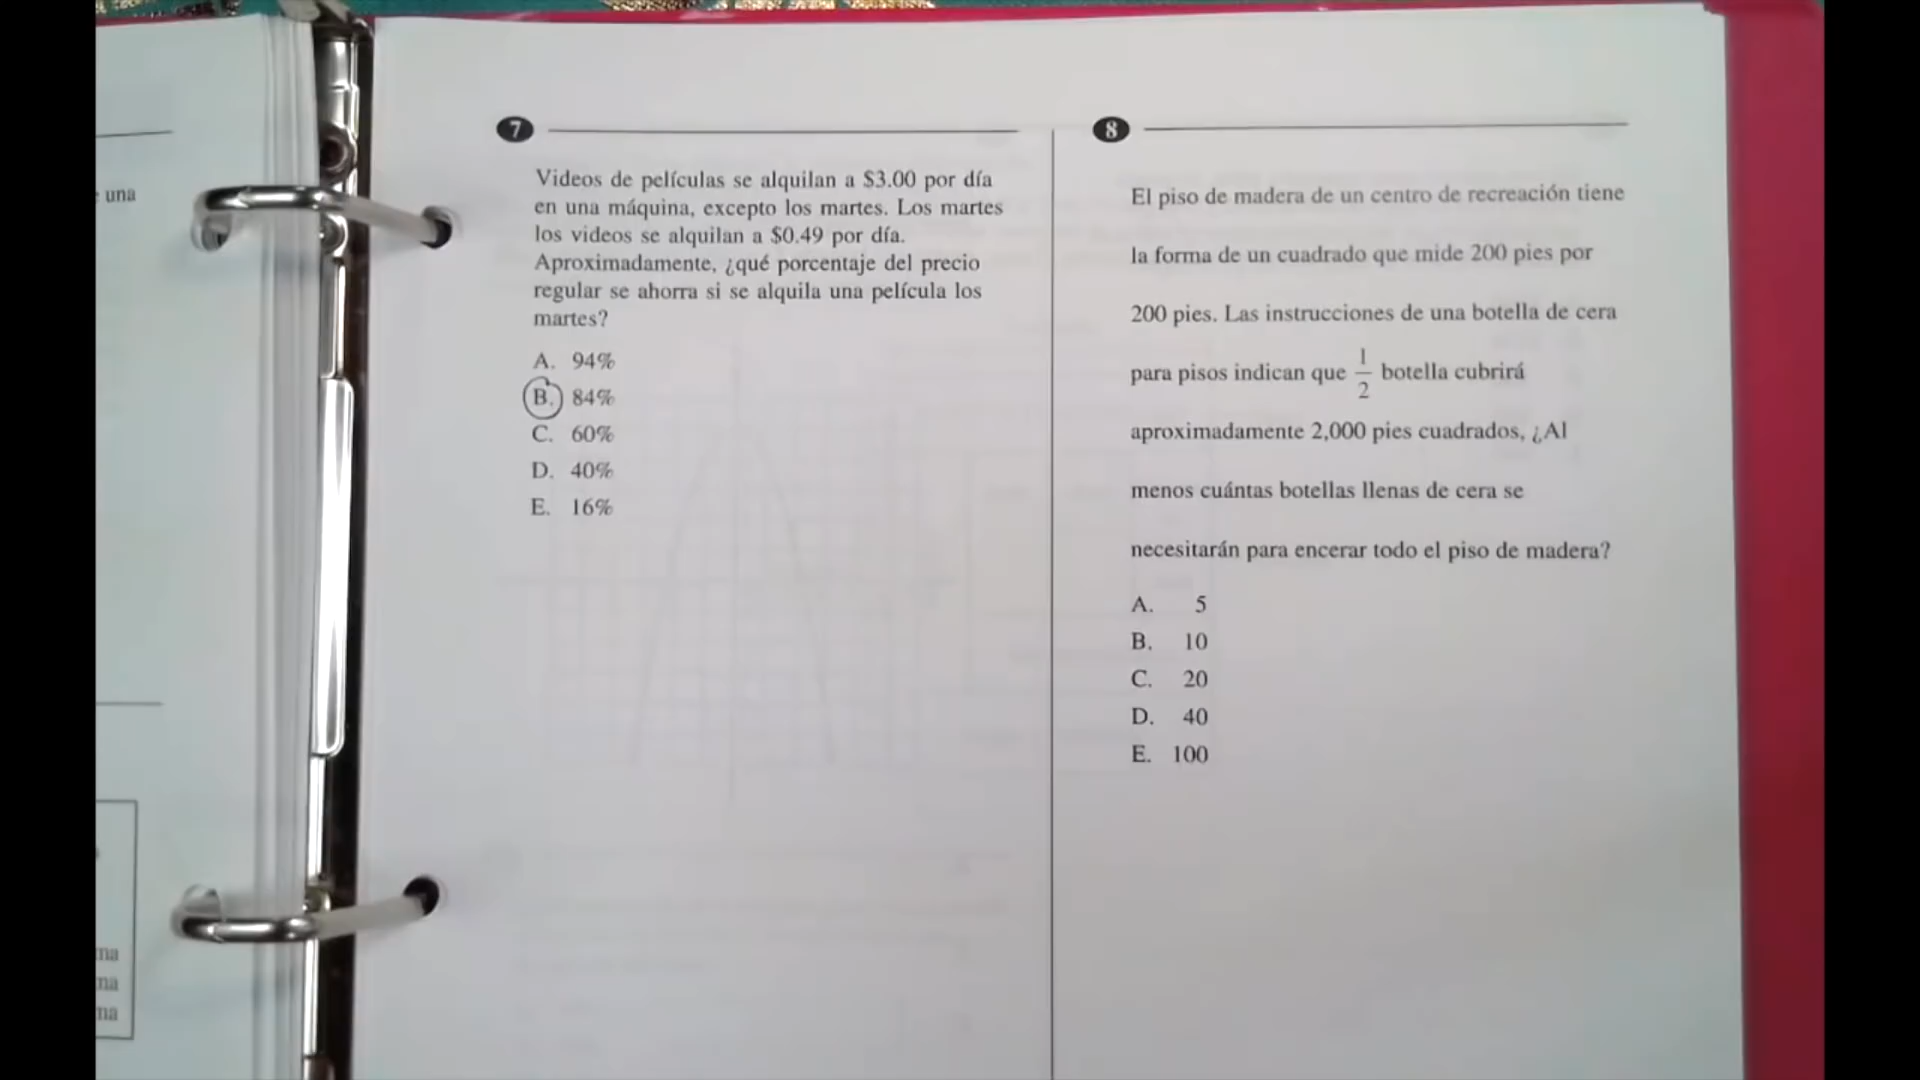 una
ma
na
na
7
Videos de películas se alquilan a $3.00 por día
en una máquina, excepto los martes. Los martes
los videos se alquilan a $0.49 por día.
Aproximadamente, ¿qué porcentaje del precio
regular se ahorra si se alquila una película los
martes?
A. 94%
B. 84%
C. 60%
D. 40%
E. 16%
8
El piso de madera de un centro de recreación tiene
la forma de un cuadrado que mide 200 pies por
200 pies. Las instrucciones de una botella de cera
para pisos indican que 1/2 botella cubrirá
aproximadamente 2,000 pies cuadrados, ¿Al
menos cuántas botellas llenas de cera se
necesitarán para encerar todo el piso de madera?
A. 5
B. 10
C. 20
D. 40
E. 100